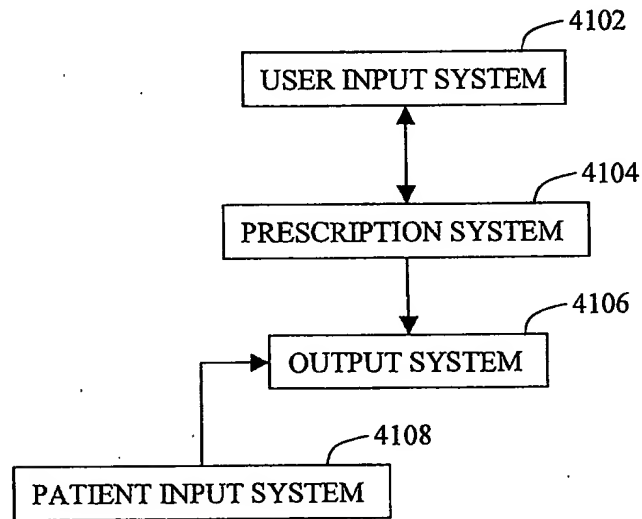 4102
USER INPUT SYSTEM
4104
PRESCRIPTION SYSTEM
4106
OUTPUT SYSTEM
4108
PATIENT INPUT SYSTEM